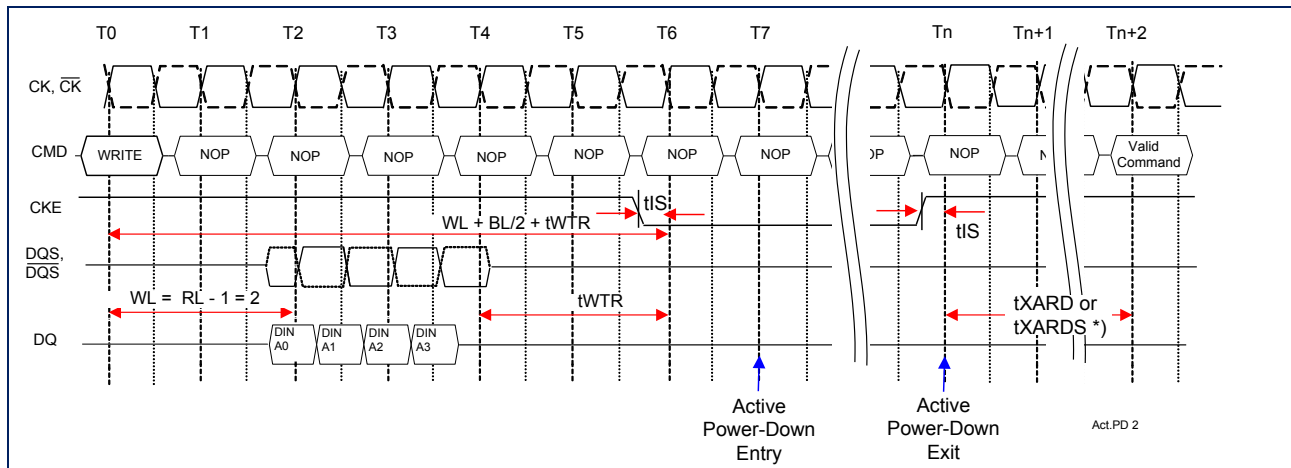 T0 T1 T2 T3 T4 T5 T6 T7 Tn Tn+1 Tn+2
CK, CK
CMD WRITE NOP NOP NOP NOP NOP NOP NOP OP NOP N Valid
Command
CKE tIS
WL + BL/2 + tWTR tIS
DQS,
DQS
WL = RL - 1 = 2 tWTR tXARD or
tXARDS *)
DQ DIN A0 DIN A1 DIN A2 DIN A3
Active
Power-Down
Entry
Active
Power-Down
Exit
Act.PD 2